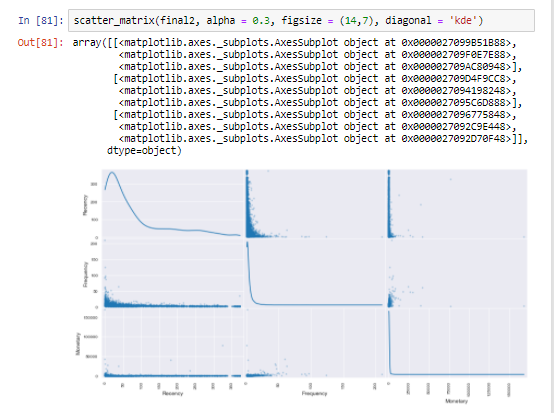 In [81]: scatter_matrix(final2, alpha = 0.3, figsize = (14,7), diagonal = 'kde')
Out[81]: array([[<matplotlib.axes._subplots.AxesSubplot object at 0x0000027099B51B88>,
<matplotlib.axes._subplots.AxesSubplot object at 0x000002709F0E7E88>,
<matplotlib.axes._subplots.AxesSubplot object at 0x000002709AC80948>],
[<matplotlib.axes._subplots.AxesSubplot object at 0x000002709D4F9CC8>,
<matplotlib.axes._subplots.AxesSubplot object at 0x0000027094198248>,
<matplotlib.axes._subplots.AxesSubplot object at 0x0000027095C6D888>],
[<matplotlib.axes._subplots.AxesSubplot object at 0x0000027096775848>,
<matplotlib.axes._subplots.AxesSubplot object at 0x0000027092C9E448>,
<matplotlib.axes._subplots.AxesSubplot object at 0x0000027092D70F48>]],
dtype=object)
Recency
Frequency
Monetary
Recency
Frequency
Monetary